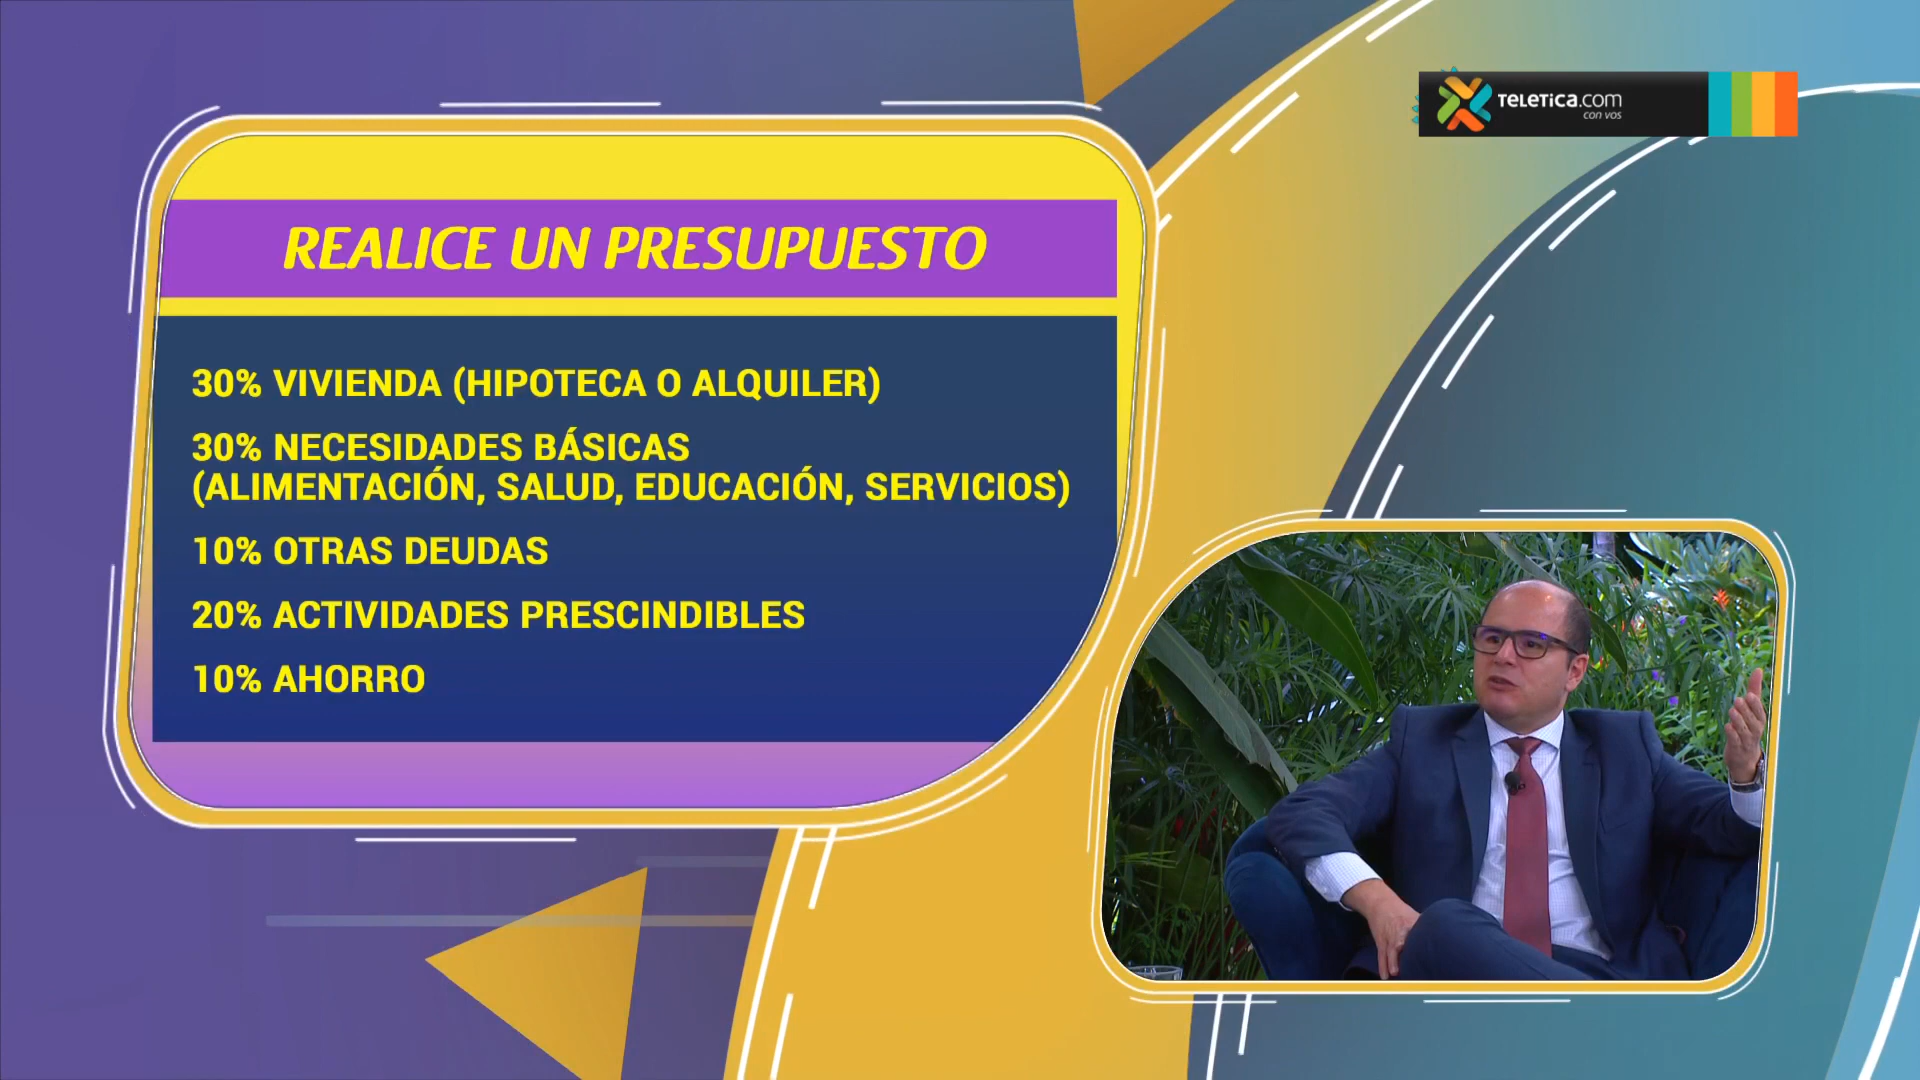 TELETICA.com
con vos
REALICE UN PRESUPUESTO
30% VIVIENDA (HIPOTECA O ALQUILER)
30% NECESIDADES BÁSICAS
(ALIMENTACIÓN, SALUD, EDUCACIÓN, SERVICIOS)
10% OTRAS DEUDAS
20% ACTIVIDADES PRESCINDIBLES
10% AHORRO